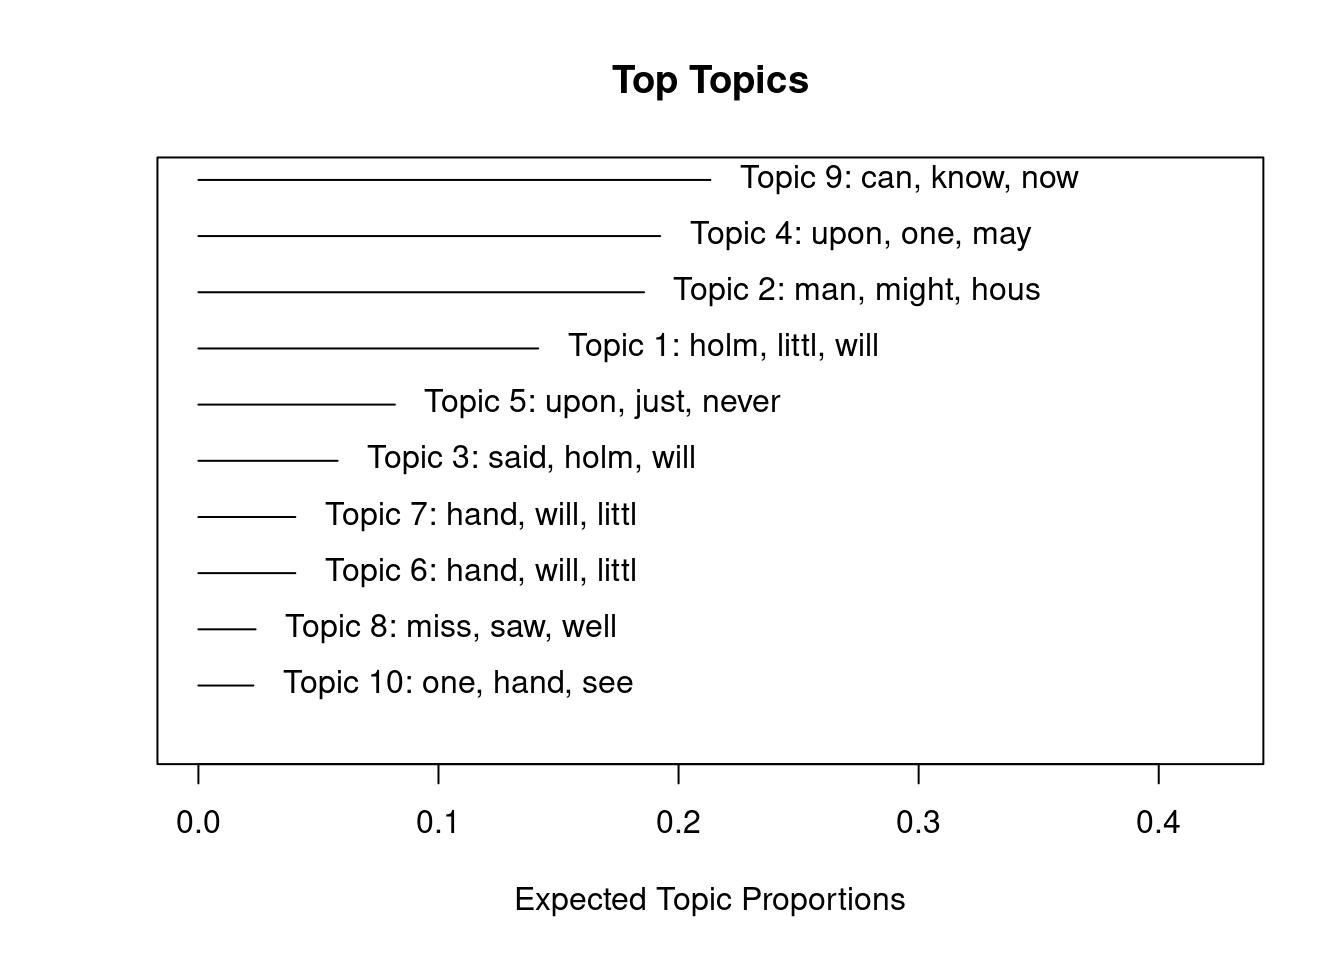 Top Topics
Topic 9: can, know, now
Topic 4: upon, one, may
Topic 2: man, might, hous
Topic 1: holm, littl, will
Topic 5: upon, just, never
Topic 3: said, holm, will
Topic 7: hand, will, littl
Topic 6: hand, will, littl
Topic 8: miss, saw, well
Topic 10: one, hand, see
0.0 0.1 0.2 0.3 0.4
Expected Topic Proportions